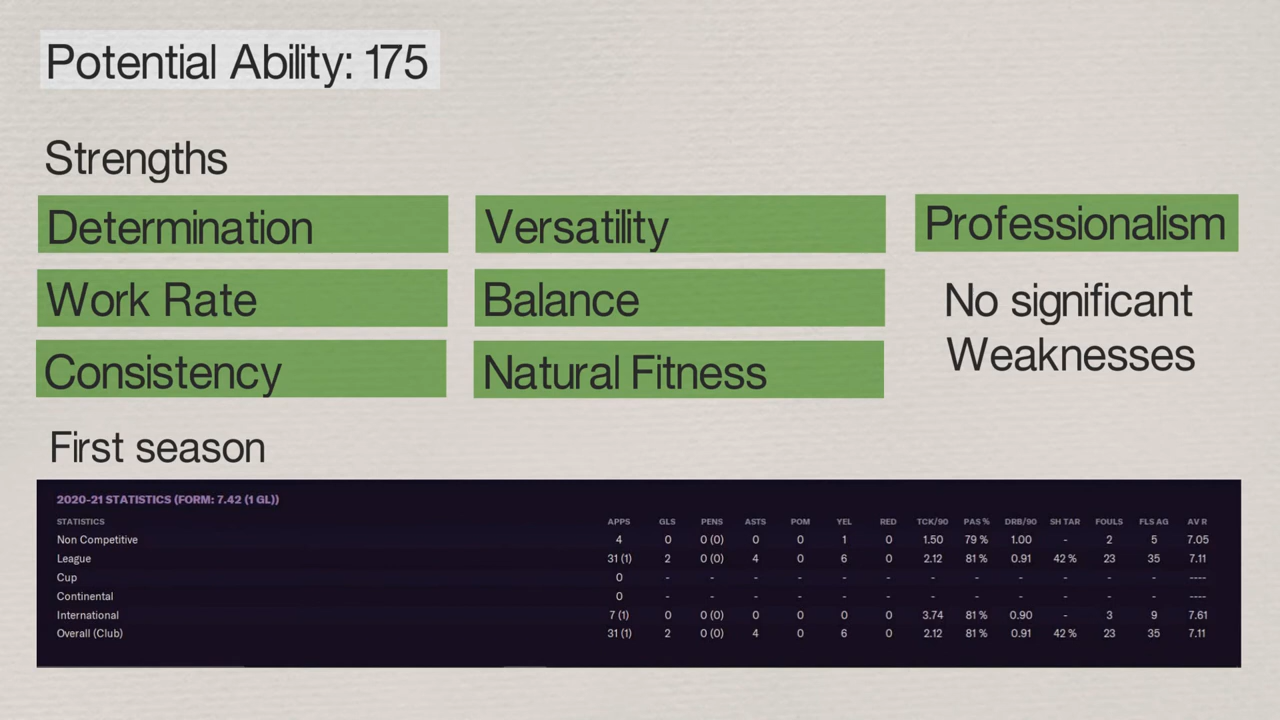 Potential Ability: 175
Strengths
Determination Versatility Professionalism
Work Rate Balance No significant
Weaknesses
Consistency Natural Fitness
First season
2020-21 STATISTICS (FORM: 7.42 (1 GL))
STATISTICS APPS GLS PENS ASTS POM YEL RED TCK/90 PAS % DRB/90 SH TAR FOULS FLS AG AV R
Non Competitive 4 0 0 (0) 0 0 1 0 1.50 79 % 1.00 - 2 5 7.05
League 31 (1) 2 0 (0) 4 0 6 0 2.12 81 % 0.91 42 % 23 35 7.11
Cup 0 - - - - - - - - - - - - ----
Continental 0 - - - - - - - - - - - - ----
International 7 (1) 0 0 (0) 0 0 0 0 3.74 81 % 0.90 - 3 9 7.61
Overall (Club) 31 (1) 2 0 (0) 4 0 6 0 2.12 81 % 0.91 42 % 23 35 7.11